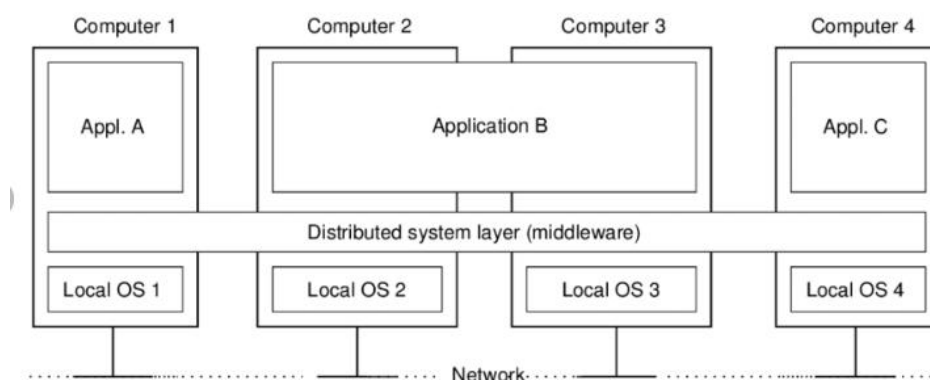 Computer 1
Computer 2
Computer 3
Computer 4
Appl. A
Application B
Appl. C
Distributed system layer (middleware)
Local OS 1
Local OS 2
Local OS 3
Local OS 4
Network